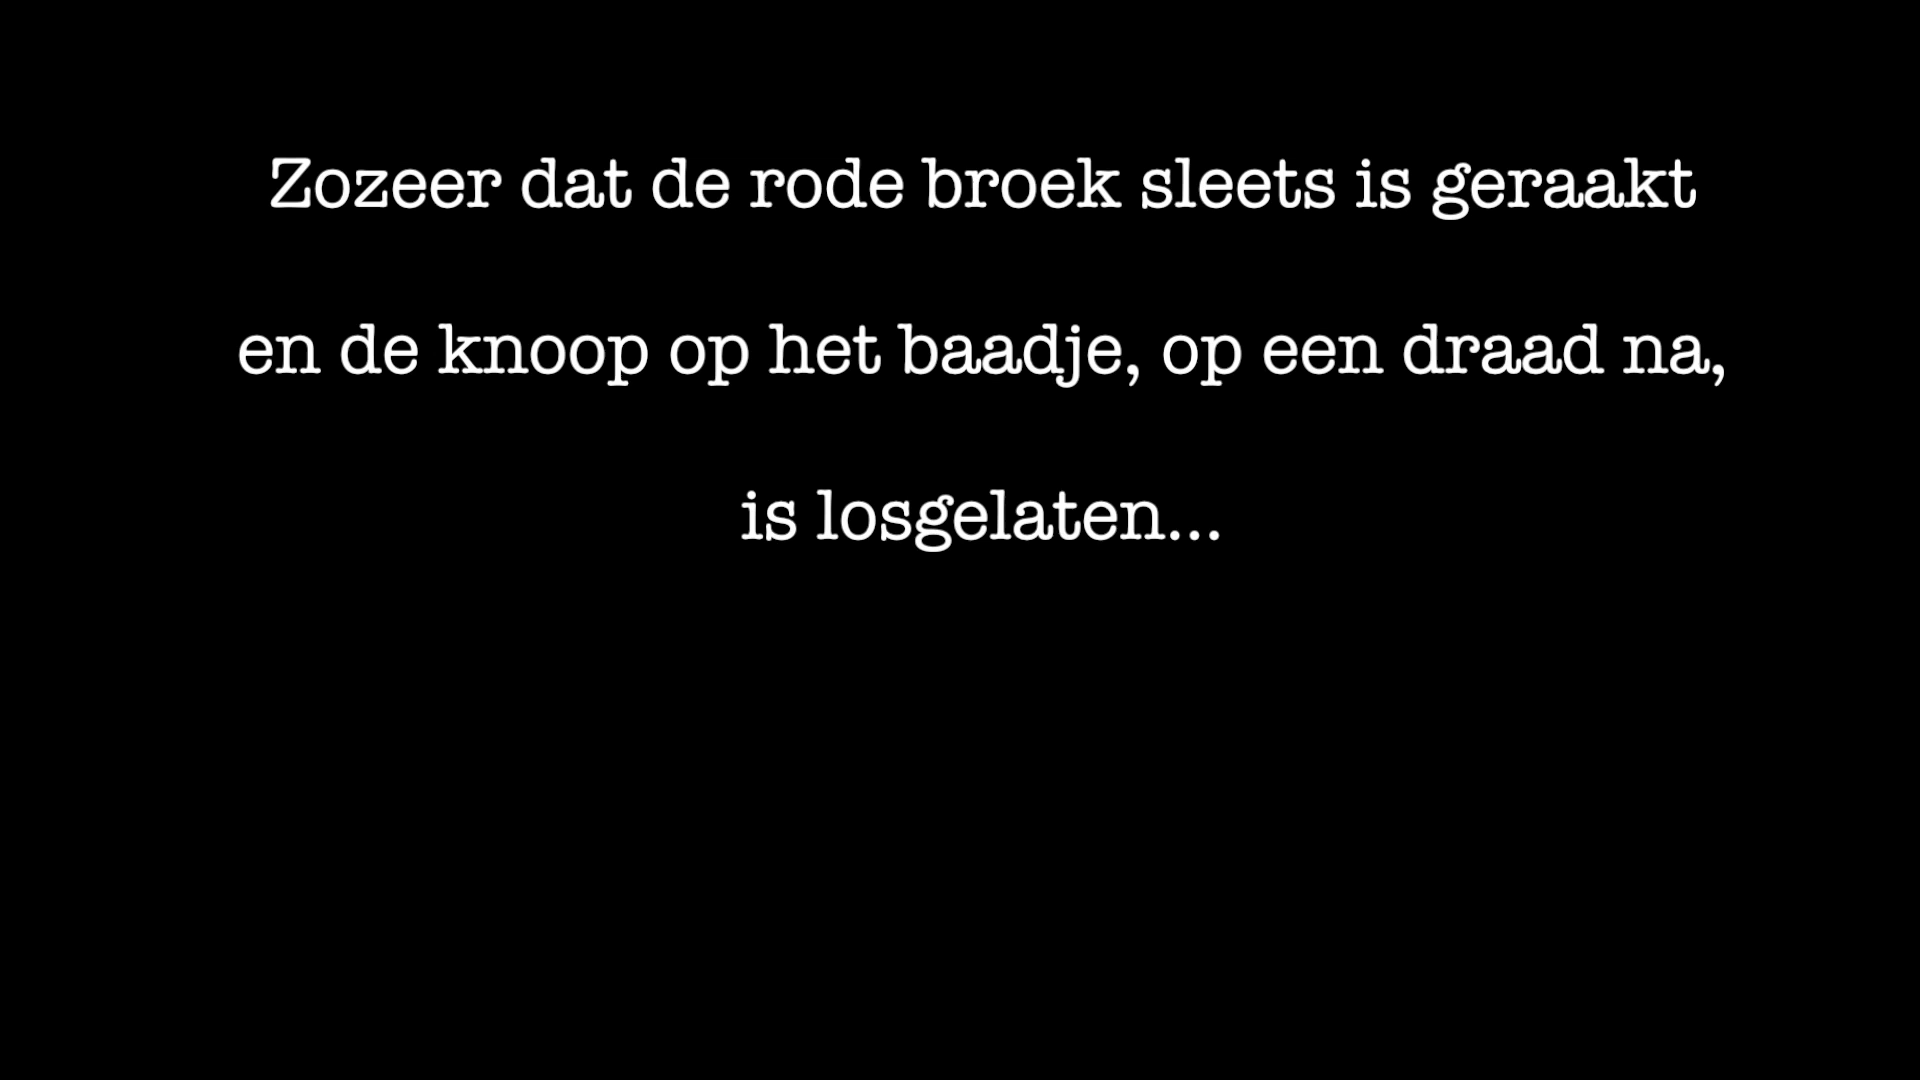 Zozeer dat de rode broek sleets is geraakt
en de knoop op het baadje, op een draad na,
is losgelaten...